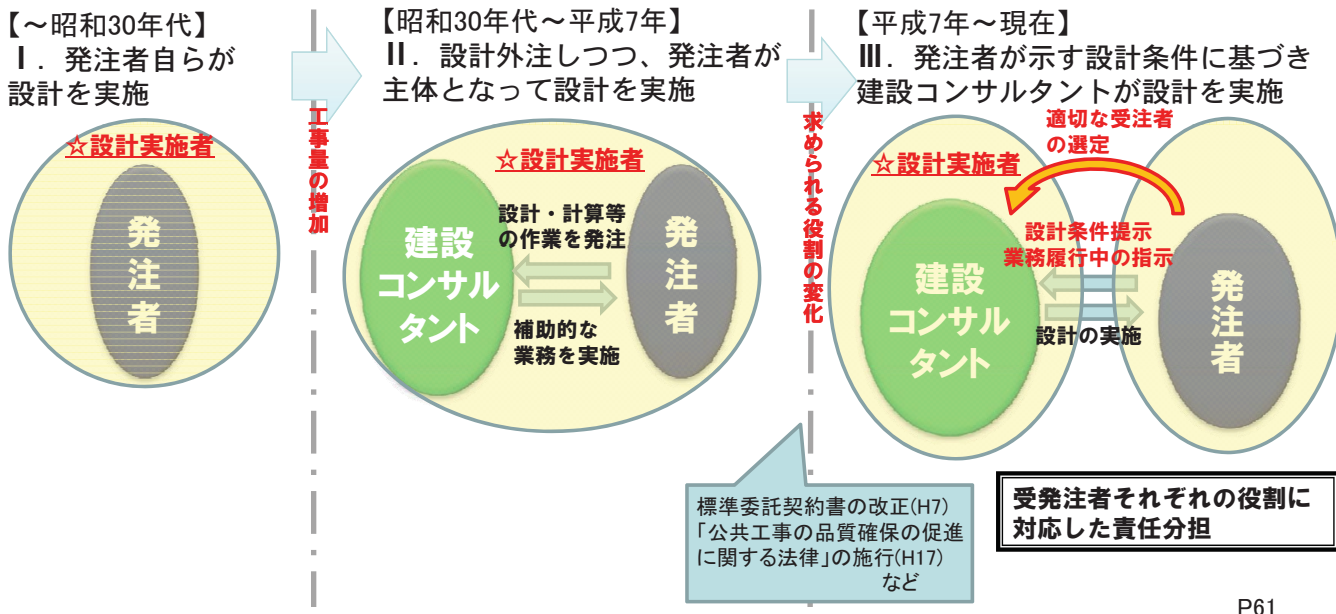 【～昭和30年代】
Ⅰ．発注者自らが
設計を実施
☆設計実施者
発注者
工事量の増加
【昭和30年代～平成7年】
Ⅱ．設計外注しつつ、発注者が
主体となって設計を実施
☆設計実施者
建設
コンサル
タント
設計・計算等
の作業を発注
補助的な
業務を実施
発注者
求められる役割の変化
【平成7年～現在】
Ⅲ．発注者が示す設計条件に基づき
建設コンサルタントが設計を実施
適切な受注者
の選定
☆設計実施者
建設
コンサル
タント
設計条件提示
業務履行中の指示
設計の実施
発注者
標準委託契約書の改正(H7)
「公共工事の品質確保の促進
に関する法律」の施行(H17)
など
受発注者それぞれの役割に
対応した責任分担
P61